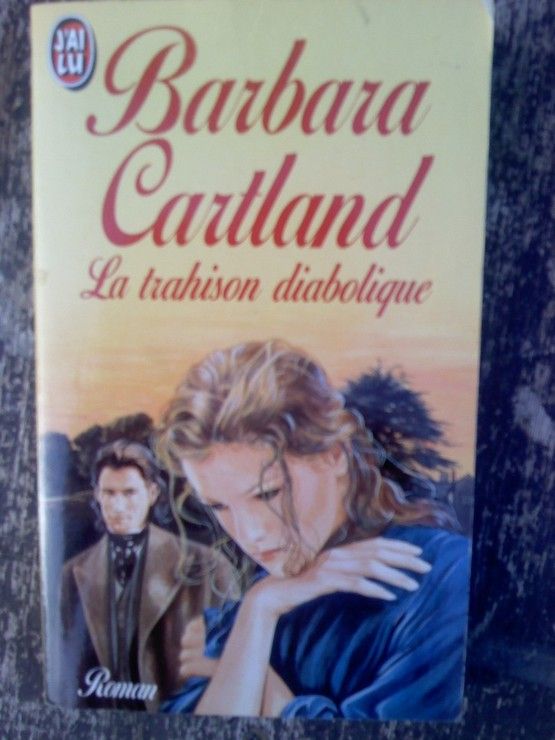 J'AI
LU
Barbara
Cartland
La trahison diabolique
Roman